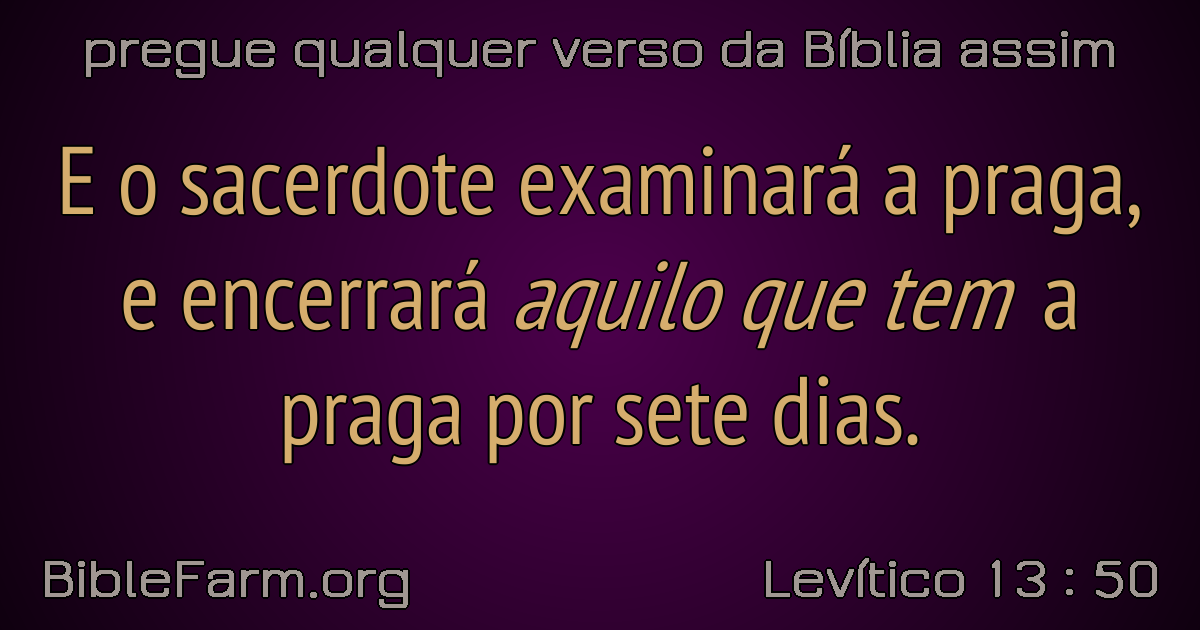 pregue qualquer verso da Bíblia assim
E o sacerdote examinará a praga,
e encerrará aquilo que tem a
praga por sete dias.
BibleFarm.org
Levítico 13 : 50